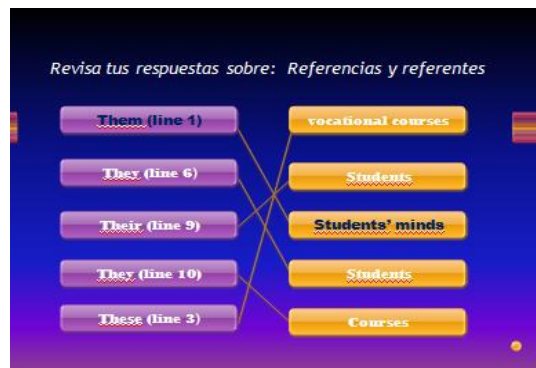 Revisa tus respuestas sobre: Referencias y referentes
Them (line 1)
vocational courses
They (line 6)
Students
Their (line 9)
Students' minds
They (line 10)
Students
These (line 3)
Courses